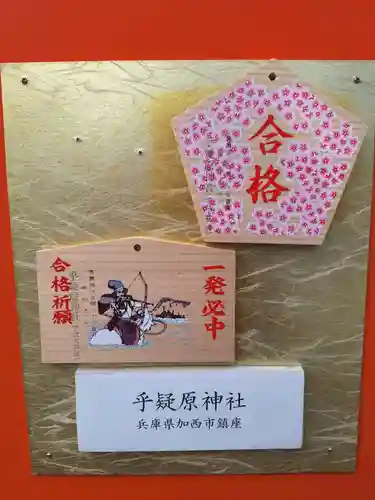 合格
一発必中
合格祈願
乎疑原神社
兵庫県加西市鎮座